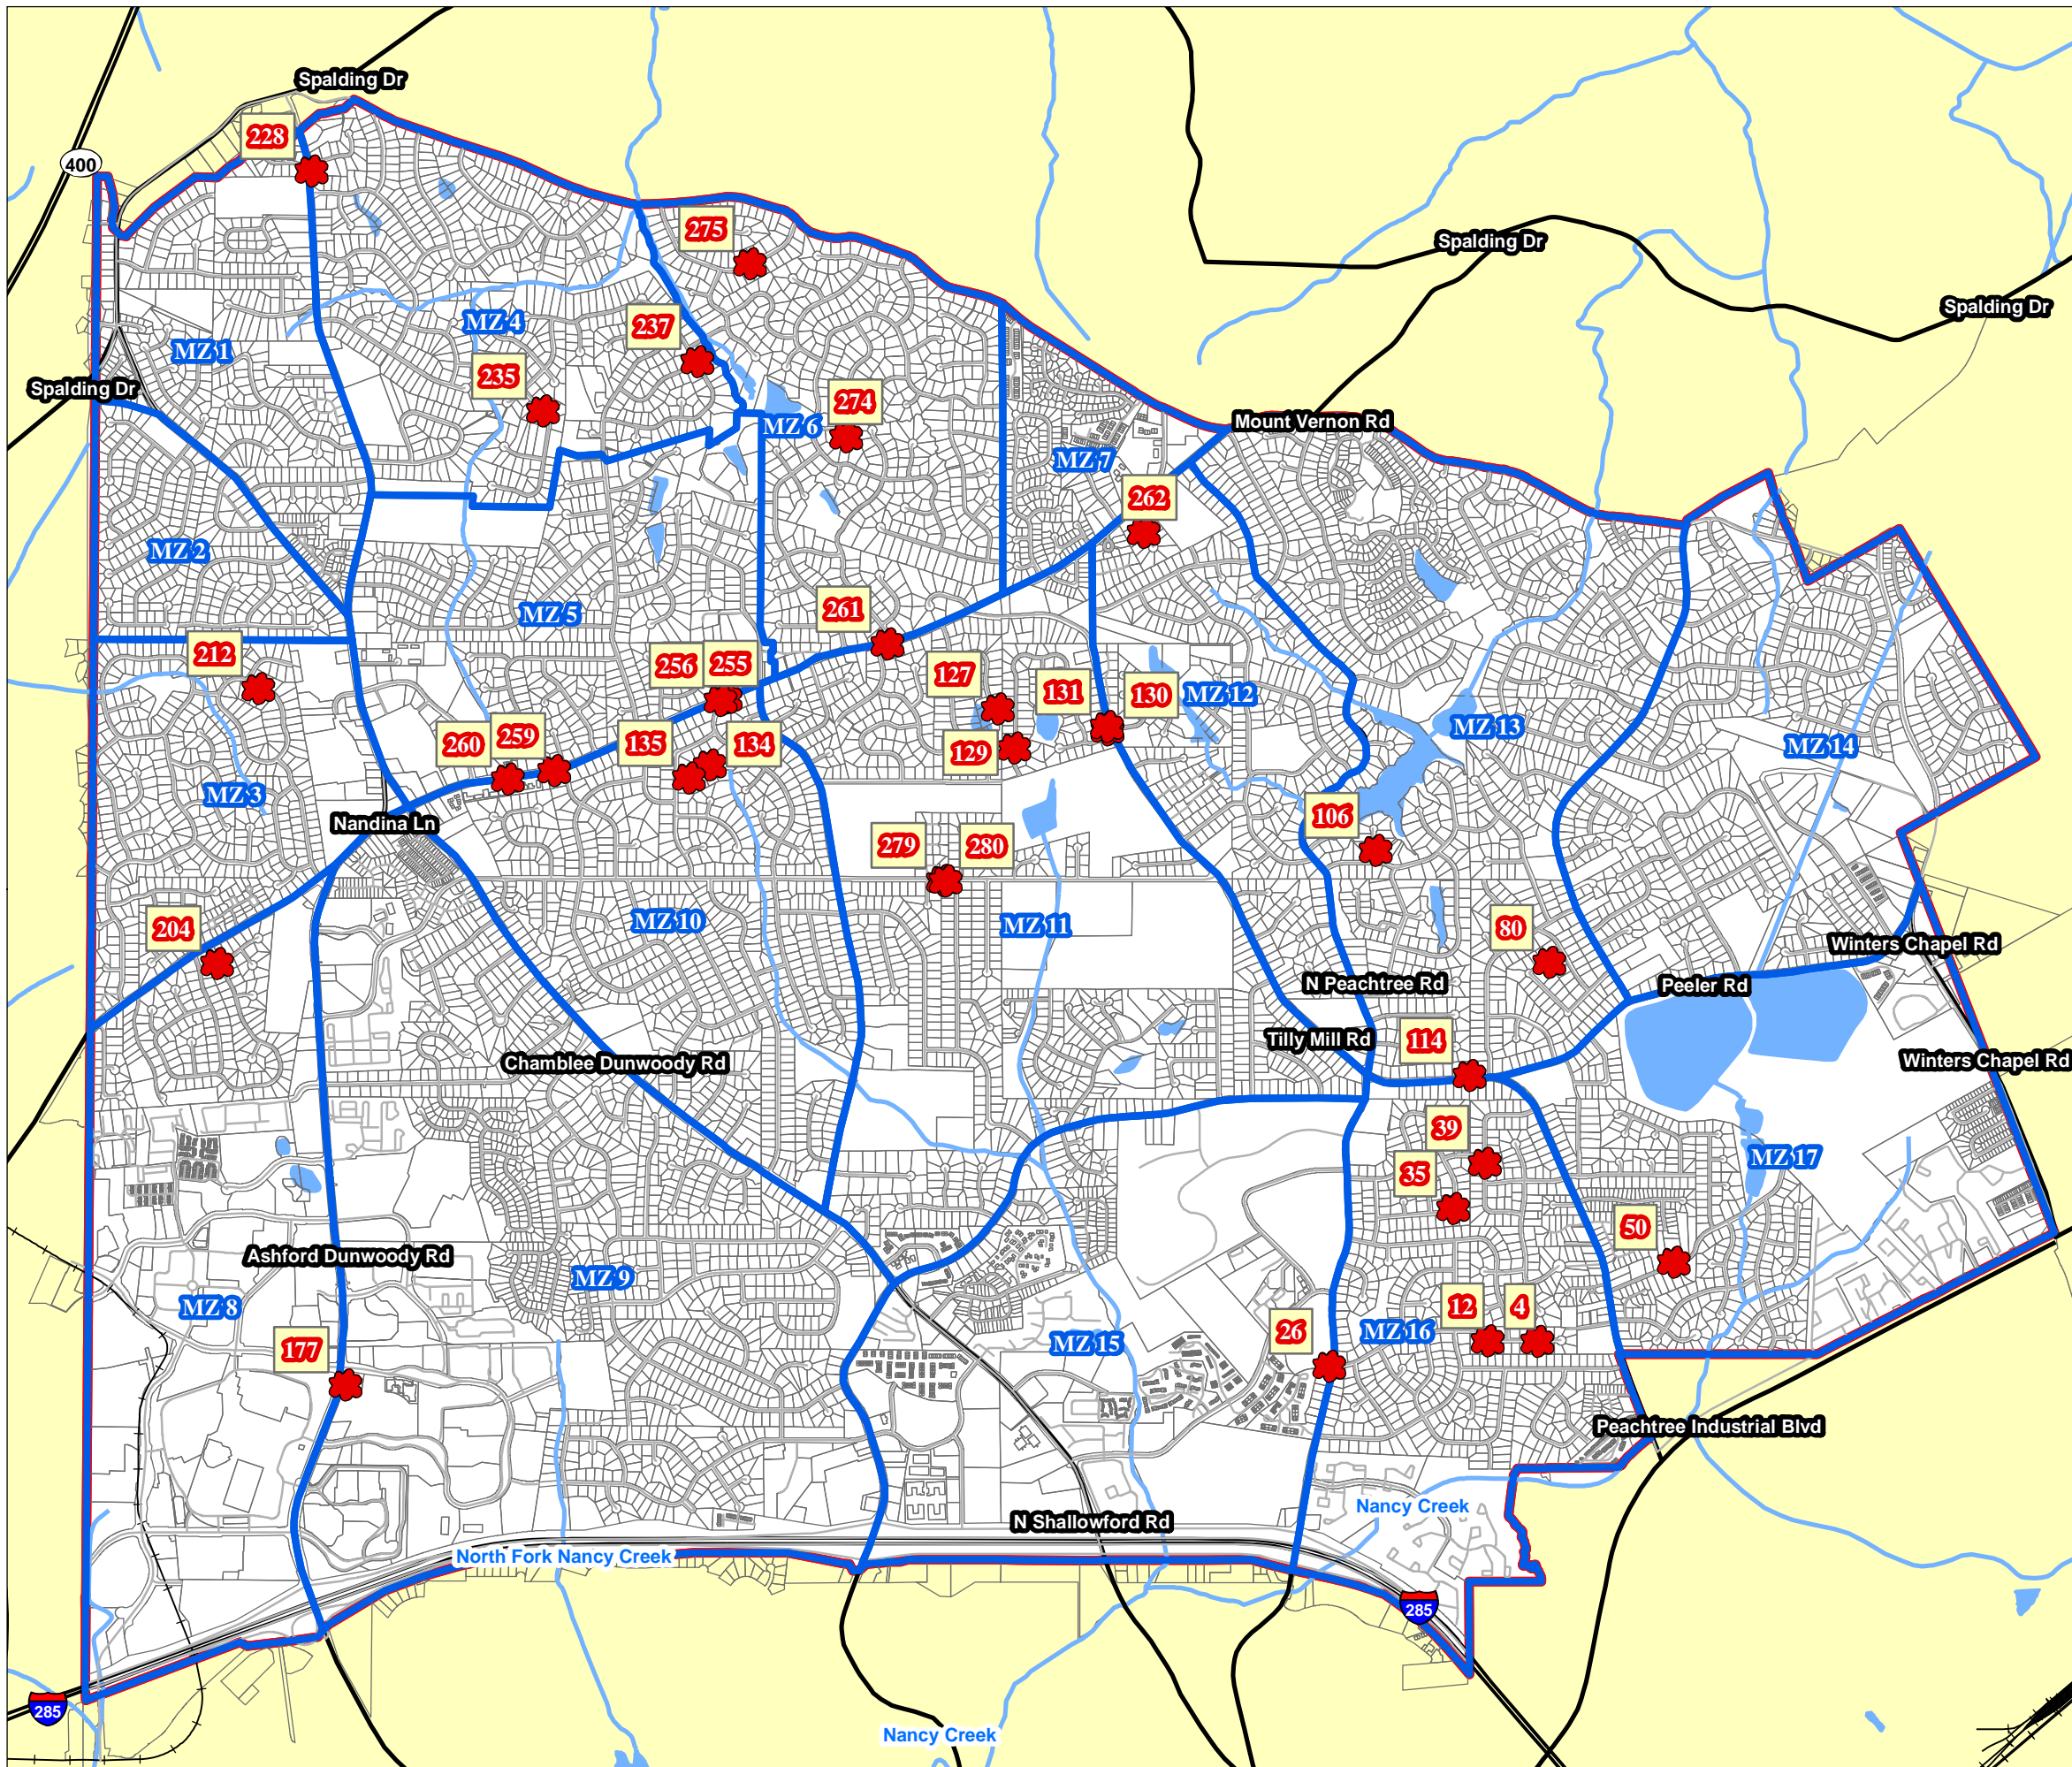 Spalding Dr
228
400
275
Spalding Dr
Spalding Dr
MZ 4
237
MZ 1
235
Spalding Dr
274
MZ 6
Mount Vernon Rd
MZ 7
262
MZ 2
MZ 5
261
212
256
255
127
131
130
MZ 12
MZ 13
260
259
135
134
129
MZ 14
MZ 3
Nandina Ln
106
279
280
204
MZ 10
MZ 11
80
Winters Chapel Rd
N Peachtree Rd
Peeler Rd
Tilly Mill Rd
114
Chamblee Dunwoody Rd
Winters Chapel Rd
39
MZ 17
35
50
Ashford Dunwoody Rd
MZ 9
MZ 8
12
4
26
MZ 16
MZ 15
177
Peachtree Industrial Blvd
Nancy Creek
N Shallowford Rd
North Fork Nancy Creek
285
285
Nancy Creek